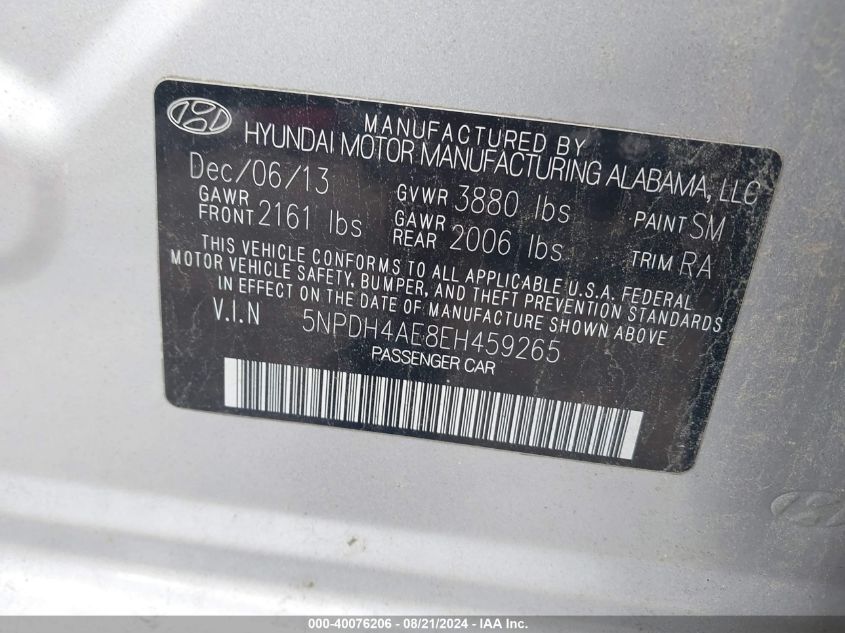 MANUFACTURED BY
HYUNDAI MOTOR MANUFACTURING ALABAMA, LLC
Dec/06/13
GAWR FRONT 2161 lbs
GVWR 3880 lbs
GAWR REAR 2006 lbs
PAINT SM
TRIM RA
THIS VEHICLE CONFORMS TO ALL APPLICABLE U.S.A. FEDERAL
MOTOR VEHICLE SAFETY, BUMPER, AND THEFT PREVENTION STANDARDS
IN EFFECT ON THE DATE OF MANUFACTURE SHOWN ABOVE
V.I.N 5NPDH4AE8EH459265
PASSENGER CAR
000-40076206 - 08/21/2024 - IAA Inc.